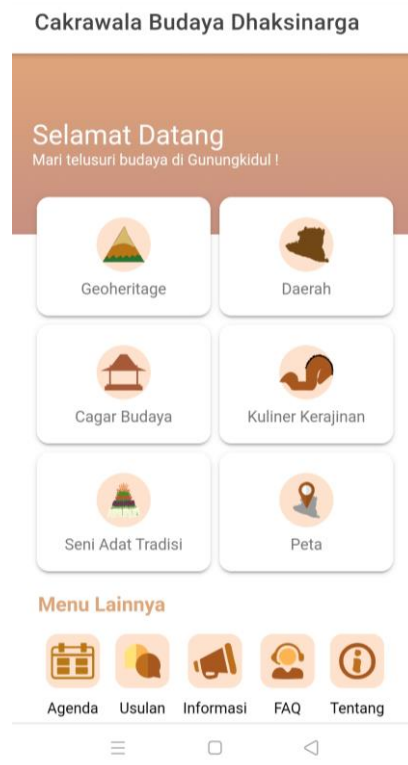 Cakrawala Budaya Dhaksinarga
Selamat Datang
Mari telusuri budaya di Gunungkidul !
Geoheritage
Daerah
Cagar Budaya
Kuliner Kerajinan
Seni Adat Tradisi
Peta
Menu Lainnya
Agenda
Usulan
Informasi
FAQ
Tentang